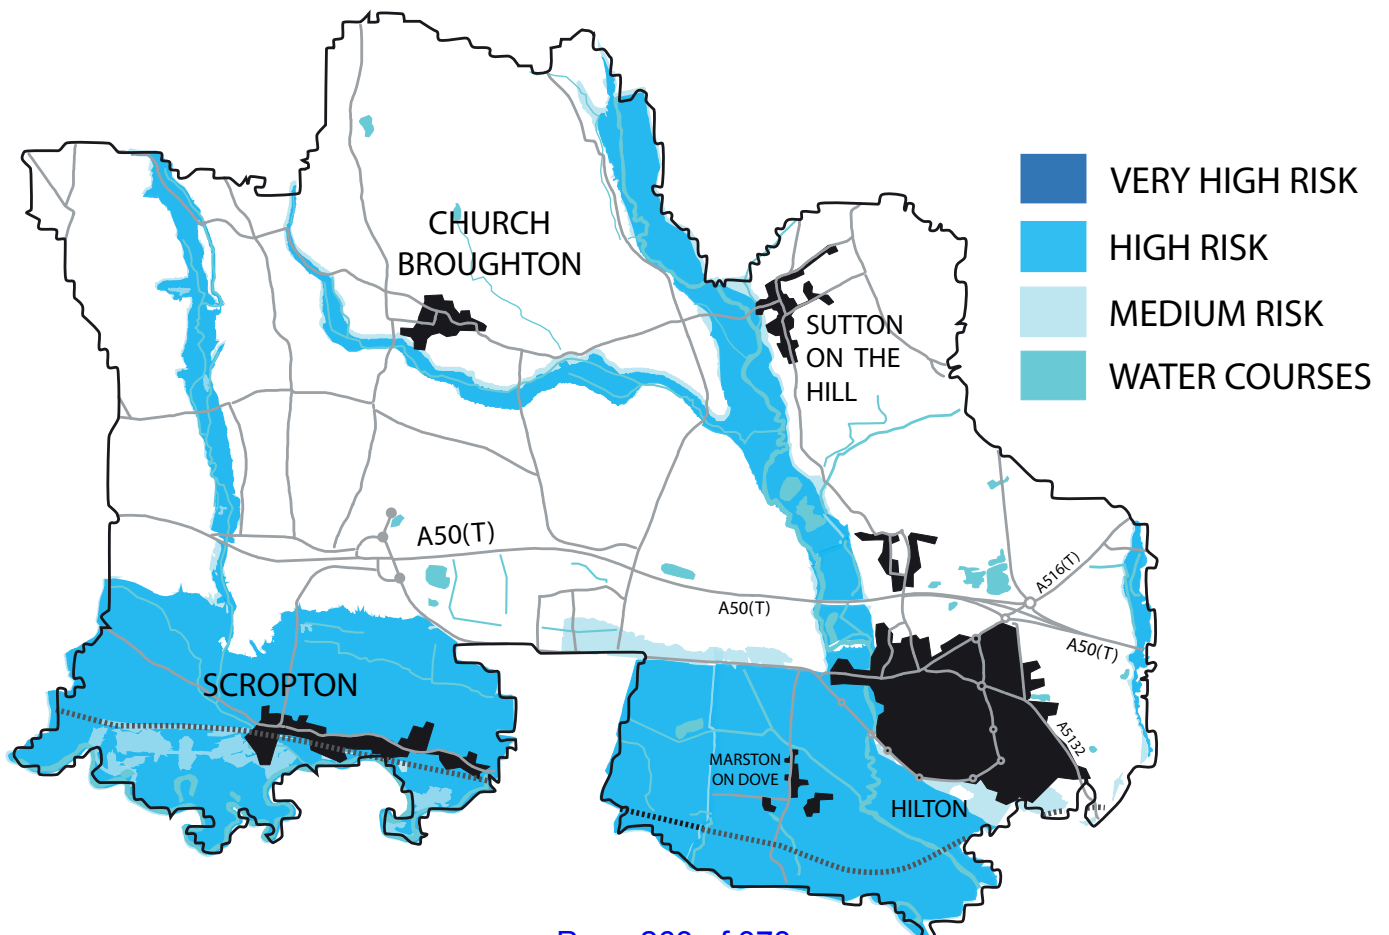 CHURCH
BROUGHTON
SUTTON
ON THE
HILL
A50(T)
A50(T)
A516(T)
A50(T)
A5132
SCROPTON
MARSTON
ON DOVE
HILTON
VERY HIGH RISK
HIGH RISK
MEDIUM RISK
WATER COURSES